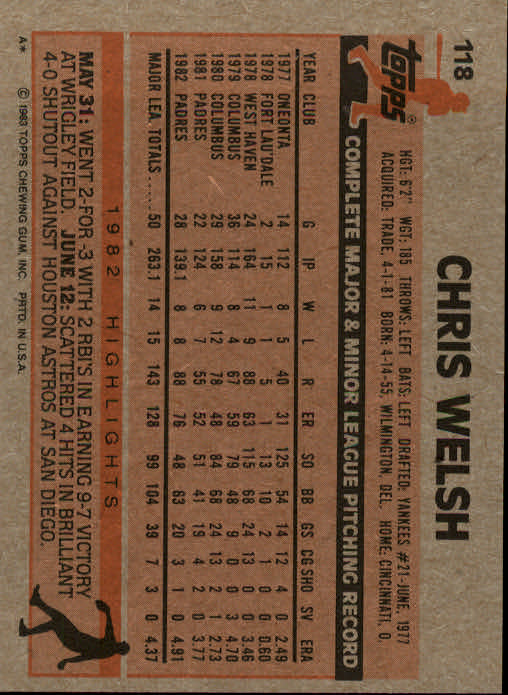 118
CHRIS WELSH
TOPPS®
HGT: 6'2" WGT: 185 THROWS: LEFT BATS: LEFT DRAFTED: YANKEES #21-JUNE, 1977
ACQUIRED: TRADE, 4-1-81 BORN: 4-14-55, WILMINGTON, DEL. HOME: CINCINNATI, O.
COMPLETE MAJOR & MINOR LEAGUE PITCHING RECORD
YEAR CLUB G IP W L R ER SO BB GS CG SHO SV ERA
1977 ONEONTA 14 112 8 5 40 31 125 54 14 12 4 0 2.49
1978 FORT LAU'DALE 2 15 1 1 5 1 13 10 2 1 0 0 0.60
1978 WEST HAVEN 24 164 11 9 88 63 115 68 24 13 0 0 3.46
1979 COLUMBUS 36 114 8 4 67 59 79 48 9 0 0 3 4.70
1980 COLUMBUS 29 158 9 12 78 48 84 68 24 13 2 1 2.73
1981 PADRES 22 124 6 7 55 52 51 41 19 4 2 0 3.77
1982 PADRES 28 139.1 8 8 88 76 48 63 20 3 1 0 4.91
MAJOR LEA. TOTALS ..... 50 263.1 14 15 143 128 99 104 39 7 3 0 4.37
1982 HIGHLIGHTS
MAY 31: WENT 2-FOR -3 WITH 2 RBI'S IN EARNING 9-7 VICTORY
AT WRIGLEY FIELD. JUNE 12: SCATTERED 4 HITS IN BRILLIANT
4-0 SHUTOUT AGAINST HOUSTON ASTROS AT SAN DIEGO.
A* © 1983 TOPPS CHEWING GUM, INC. PRTD. IN U.S.A.